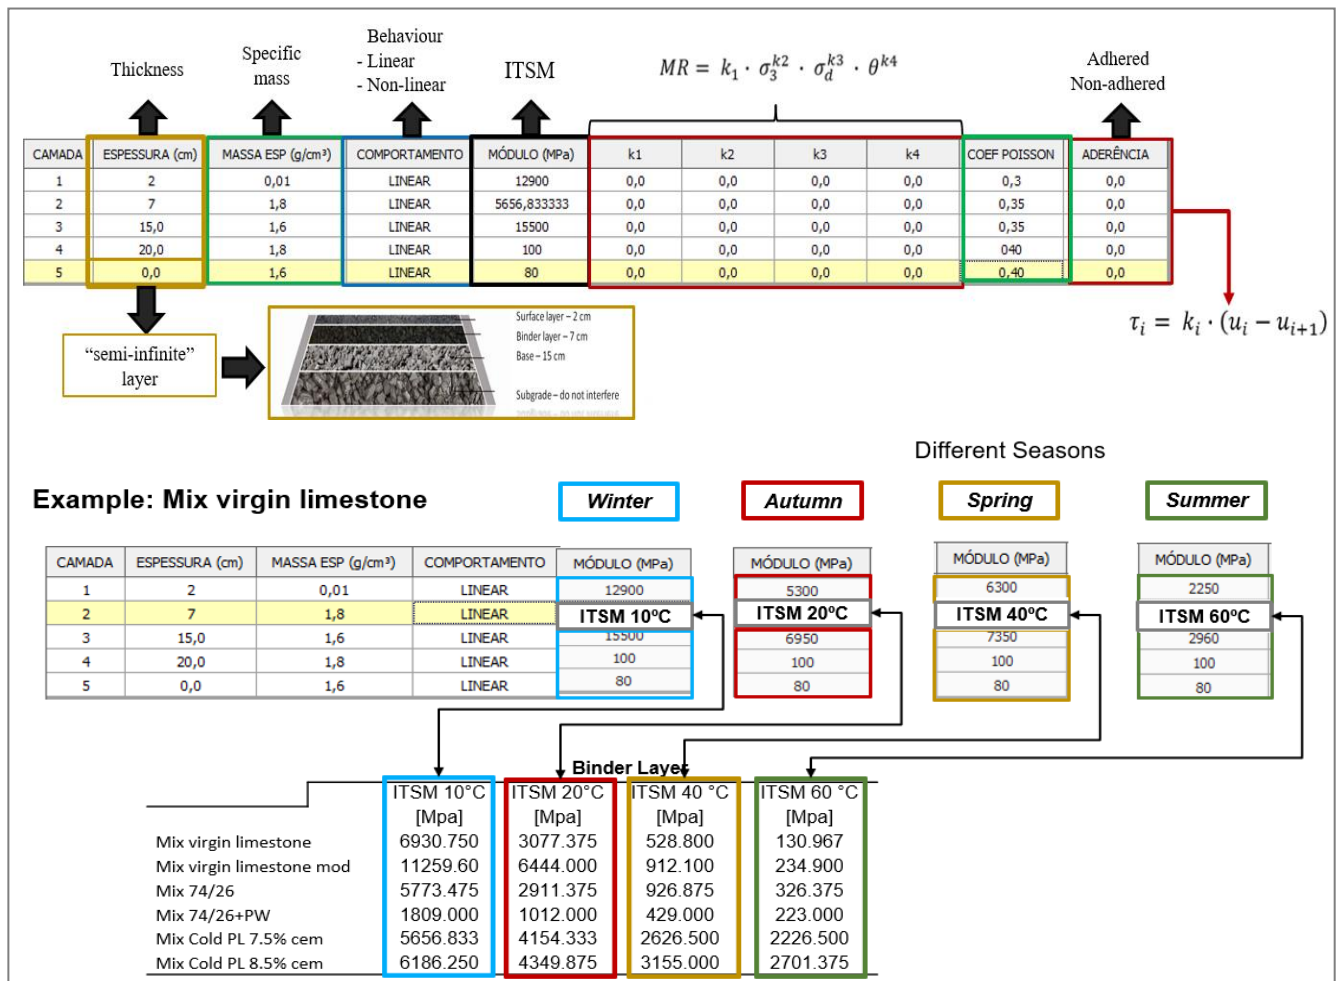 Thickness
Specific
mass
Behaviour
- Linear
- Non-linear
ITSM
MR = k₁ · σ₃^k2 · σ_d^k3 · θ^k4
Adhered
Non-adhered
CAMADA ESPESSURA (cm) MASSA ESP (g/cm³) COMPORTAMENTO MÓDULO (MPa) k1 k2 k3 k4 COEF POISSON ADERÊNCIA
1 2 0,01 LINEAR 12900 0,0 0,0 0,0 0,0 0,3 0,0
2 7 1,8 LINEAR 5656,833333 0,0 0,0 0,0 0,0 0,35 0,0
3 15,0 1,6 LINEAR 15500 0,0 0,0 0,0 0,0 0,35 0,0
4 20,0 1,8 LINEAR 100 0,0 0,0 0,0 0,0 040 0,0
5 0,0 1,6 LINEAR 80 0,0 0,0 0,0 0,0 0,40 0,0
τᵢ = kᵢ · (uᵢ − uᵢ₊₁)
"semi-infinite"
layer
Surface layer – 2 cm
Binder layer – 7 cm
Base – 15 cm
Subgrade – do not interfere
Different Seasons
Example: Mix virgin limestone
Winter Autumn Spring Summer
CAMADA ESPESSURA (cm) MASSA ESP (g/cm³) COMPORTAMENTO MÓDULO (MPa) MÓDULO (MPa) MÓDULO (MPa) MÓDULO (MPa)
1 2 0,01 LINEAR 12900 5300 6300 2250
2 7 1,8 LINEAR ITSM 10ºC ITSM 20ºC ITSM 40ºC ITSM 60ºC
3 15,0 1,6 LINEAR 15500 6950 7350 2960
4 20,0 1,8 LINEAR 100 100 100 100
5 0,0 1,6 LINEAR 80 80 80 80
Binder Layer
ITSM 10°C ITSM 20°C ITSM 40 °C ITSM 60 °C
[Mpa] [Mpa] [Mpa] [Mpa]
Mix virgin limestone 6930.750 3077.375 528.800 130.967
Mix virgin limestone mod 11259.60 6444.000 912.100 234.900
Mix 74/26 5773.475 2911.375 926.875 326.375
Mix 74/26+PW 1809.000 1012.000 429.000 223.000
Mix Cold PL 7.5% cem 5656.833 4154.333 2626.500 2226.500
Mix Cold PL 8.5% cem 6186.250 4349.875 3155.000 2701.375